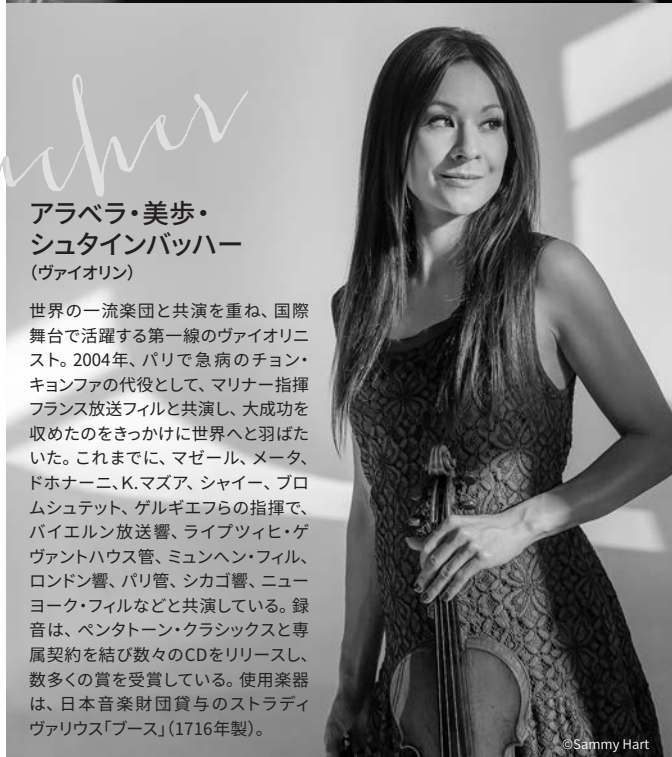 acher
アラベラ・美歩・
シュタインバッハー
(ヴァイオリン)
世界の一流楽団と共演を重ね、国際
舞台で活躍する第一線のヴァイオリニ
スト。2004年、パリで急病のチョン・
キョンファの代役として、マリナー指揮
フランス放送フィルと共演し、大成功を
収めたのをきっかけに世界へと羽ばた
いた。これまでに、マゼール、メータ、
ドホナーニ、K.マズア、シャイー、ブロ
ムシュテット、ゲルギエフらの指揮で、
バイエルン放送響、ライプツィヒ・ゲ
ヴァントハウス管、ミュンヘン・フィル、
ロンドン響、パリ管、シカゴ響、ニュー
ヨーク・フィルなどと共演している。録
音は、ペンタトーン・クラシックスと専
属契約を結び数々のCDをリリースし、
数多くの賞を受賞している。使用楽器
は、日本音楽財団貸与のストラディ
ヴァリウス「ブース」(1716年製)。
©Sammy Hart